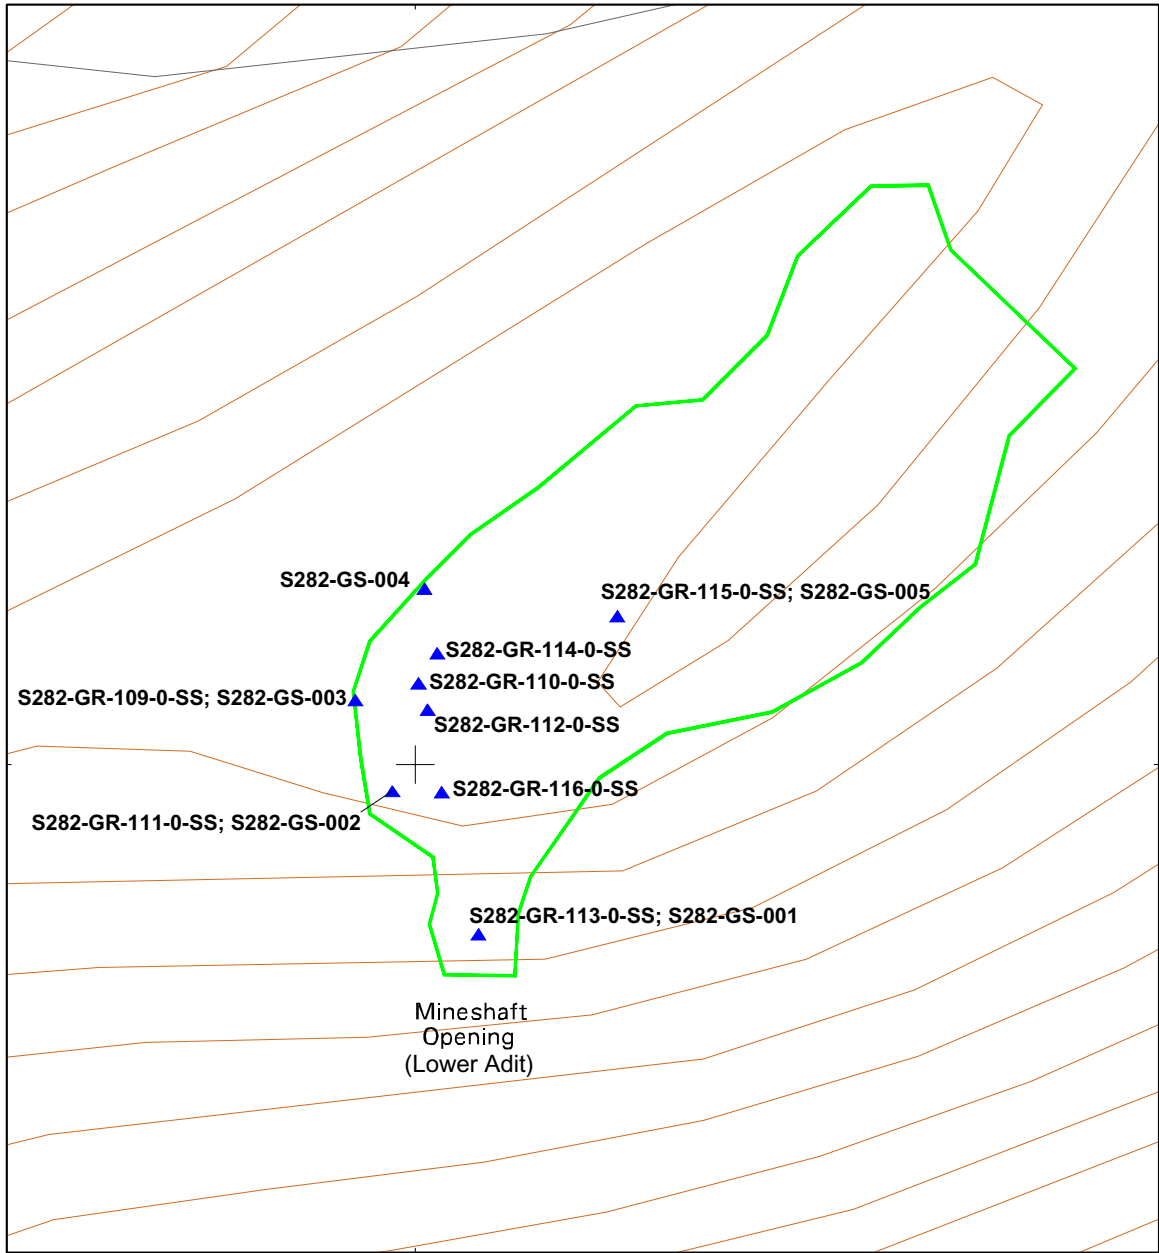 S282-GS-004
S282-GR-115-0-SS; S282-GS-005
S282-GR-114-0-SS
S282-GR-110-0-SS
S282-GR-109-0-SS; S282-GS-003
S282-GR-112-0-SS
S282-GR-116-0-SS
S282-GR-111-0-SS; S282-GS-002
S282-GR-113-0-SS; S282-GS-001
Mineshaft
Opening
(Lower Adit)